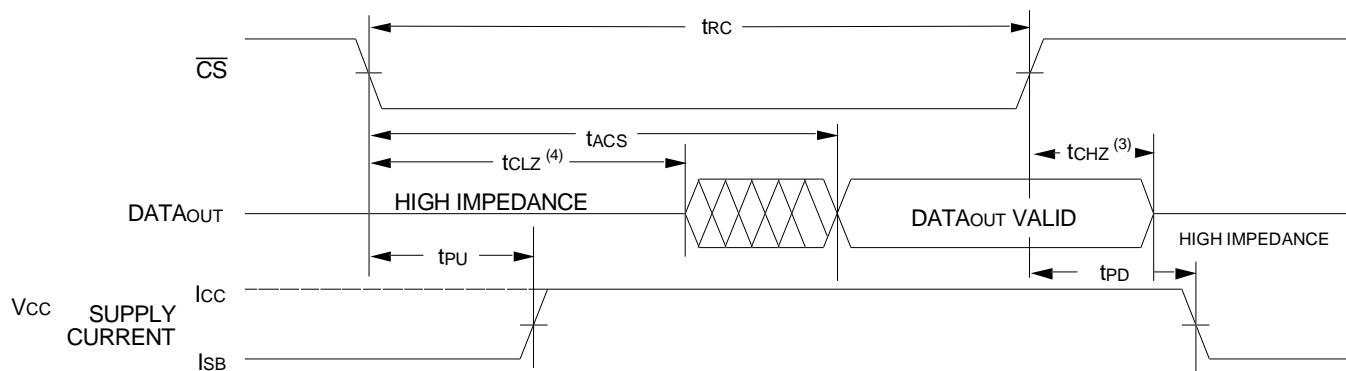 tRC
CS
tACS
tCLZ (4)
tCHZ (3)
DATAOUT
HIGH IMPEDANCE
DATAOUT VALID
HIGH IMPEDANCE
tPU
tPD
ICC
VCC SUPPLY
CURRENT
ISB